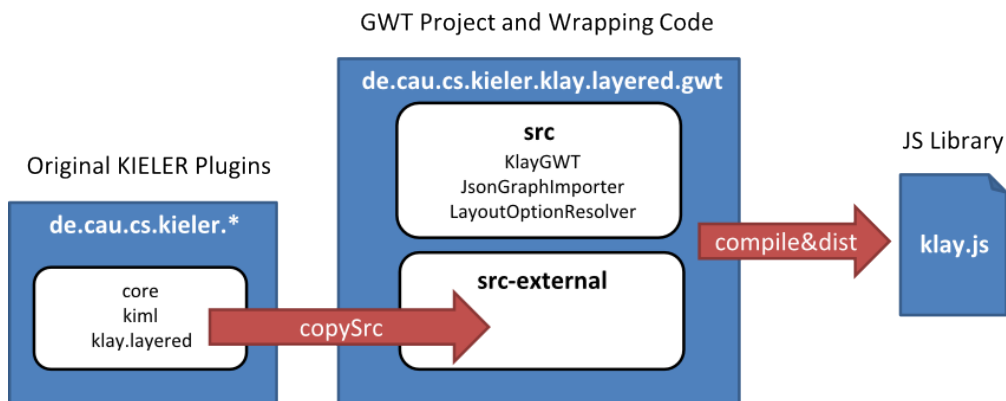 GWT Project and Wrapping Code
de.cau.cs.kieler.klay.layered.gwt
src
KlayGWT
JsonGraphImporter
LayoutOptionResolver
src-external
Original KIELER Plugins
de.cau.cs.kieler.*
core
kiml
klay.layered
copySrc
compile&dist
JS Library
klay.js